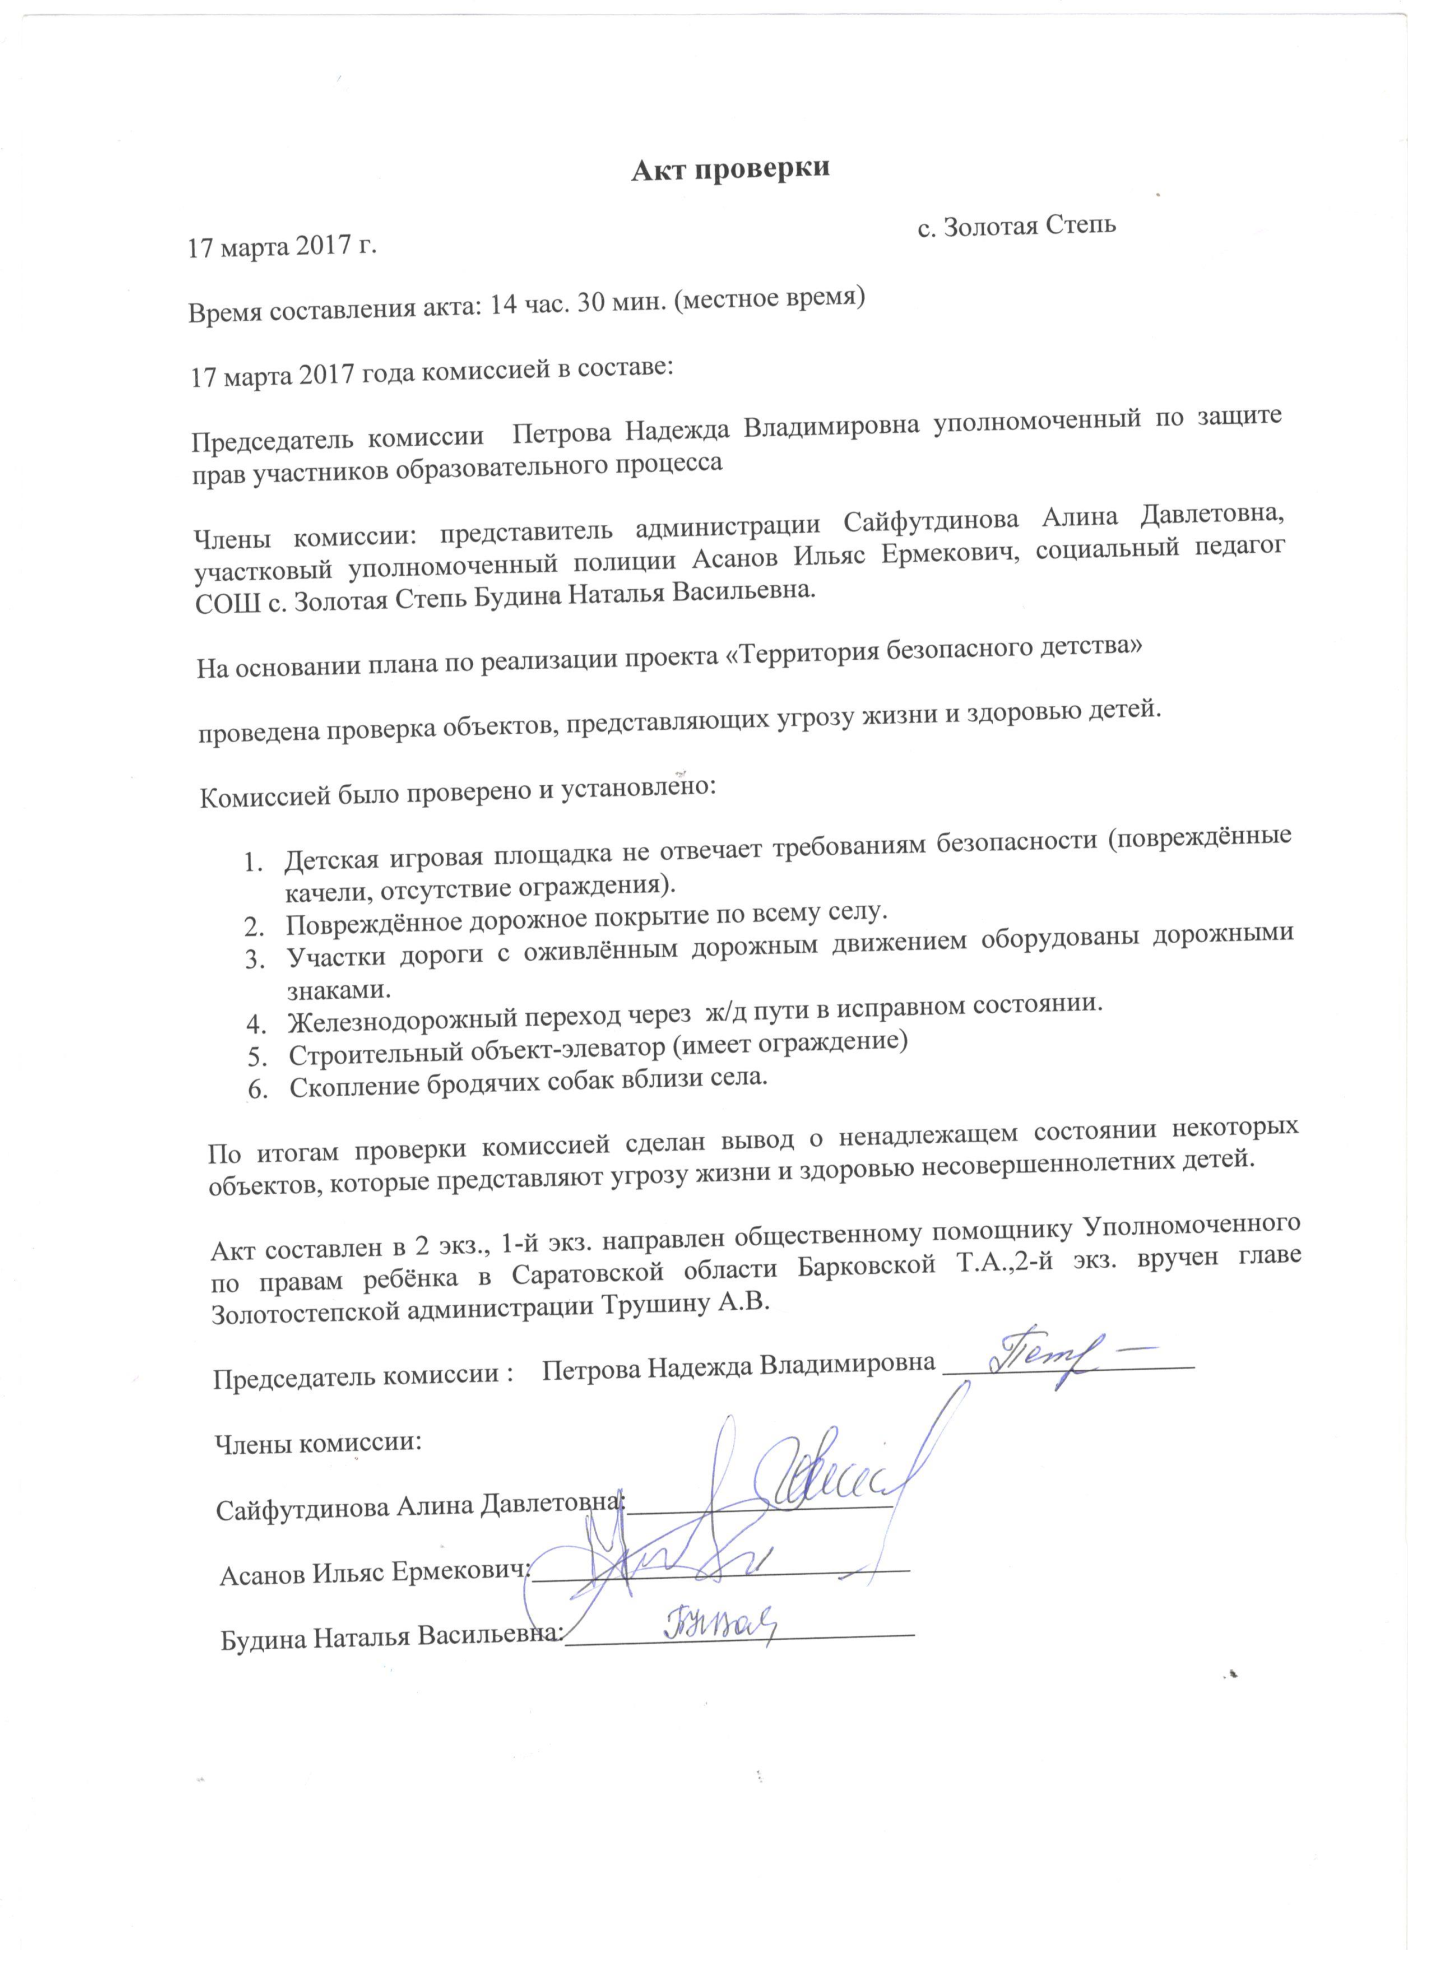 Акт проверки
17 марта 2017 г. с. Золотая Степь
Время составления акта: 14 час. 30 мин. (местное время)
17 марта 2017 года комиссией в составе:
Председатель комиссии Петрова Надежда Владимировна уполномоченный по защите
прав участников образовательного процесса
Члены комиссии: представитель администрации Сайфутдинова Алина Давлетовна,
участковый уполномоченный полиции Асанов Ильяс Ермекович, социальный педагог
СОШ с. Золотая Степь Будина Наталья Васильевна.
На основании плана по реализации проекта «Территория безопасного детства»
проведена проверка объектов, представляющих угрозу жизни и здоровью детей.
Комиссией было проверено и установлено:
1. Детская игровая площадка не отвечает требованиям безопасности (повреждённые
качели, отсутствие ограждения).
2. Повреждённое дорожное покрытие по всему селу.
3. Участки дороги с оживлённым дорожным движением оборудованы дорожными
знаками.
4. Железнодорожный переход через ж/д пути в исправном состоянии.
5. Строительный объект-элеватор (имеет ограждение)
6. Скопление бродячих собак вблизи села.
По итогам проверки комиссией сделан вывод о ненадлежащем состоянии некоторых
объектов, которые представляют угрозу жизни и здоровью несовершеннолетних детей.
Акт составлен в 2 экз., 1-й экз. направлен общественному помощнику Уполномоченного
по правам ребёнка в Саратовской области Барковской Т.А.,2-й экз. вручен главе
Золотостепской администрации Трушину А.В.
Председатель комиссии : Петрова Надежда Владимировна
Члены комиссии:
Сайфутдинова Алина Давлетовна:
Асанов Ильяс Ермекович:
Будина Наталья Васильевна: